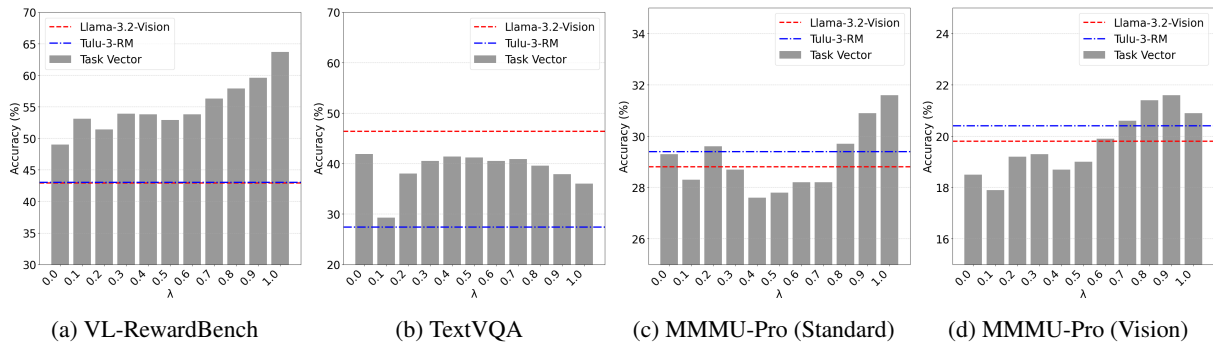 Llama-3.2-Vision
Tulu-3-RM
Task Vector
Accuracy (%)
70
65
60
55
50
45
40
35
30
0.0 0.1 0.2 0.3 0.4 0.5 0.6 0.7 0.8 0.9 1.0
λ
(a) VL-RewardBench
Llama-3.2-Vision
Tulu-3-RM
Task Vector
Accuracy (%)
70
60
50
40
30
20
0.0 0.1 0.2 0.3 0.4 0.5 0.6 0.7 0.8 0.9 1.0
λ
(b) TextVQA
Llama-3.2-Vision
Tulu-3-RM
Task Vector
Accuracy (%)
34
32
30
28
26
0.0 0.1 0.2 0.3 0.4 0.5 0.6 0.7 0.8 0.9 1.0
λ
(c) MMMU-Pro (Standard)
Llama-3.2-Vision
Tulu-3-RM
Task Vector
Accuracy (%)
24
22
20
18
16
0.0 0.1 0.2 0.3 0.4 0.5 0.6 0.7 0.8 0.9 1.0
λ
(d) MMMU-Pro (Vision)